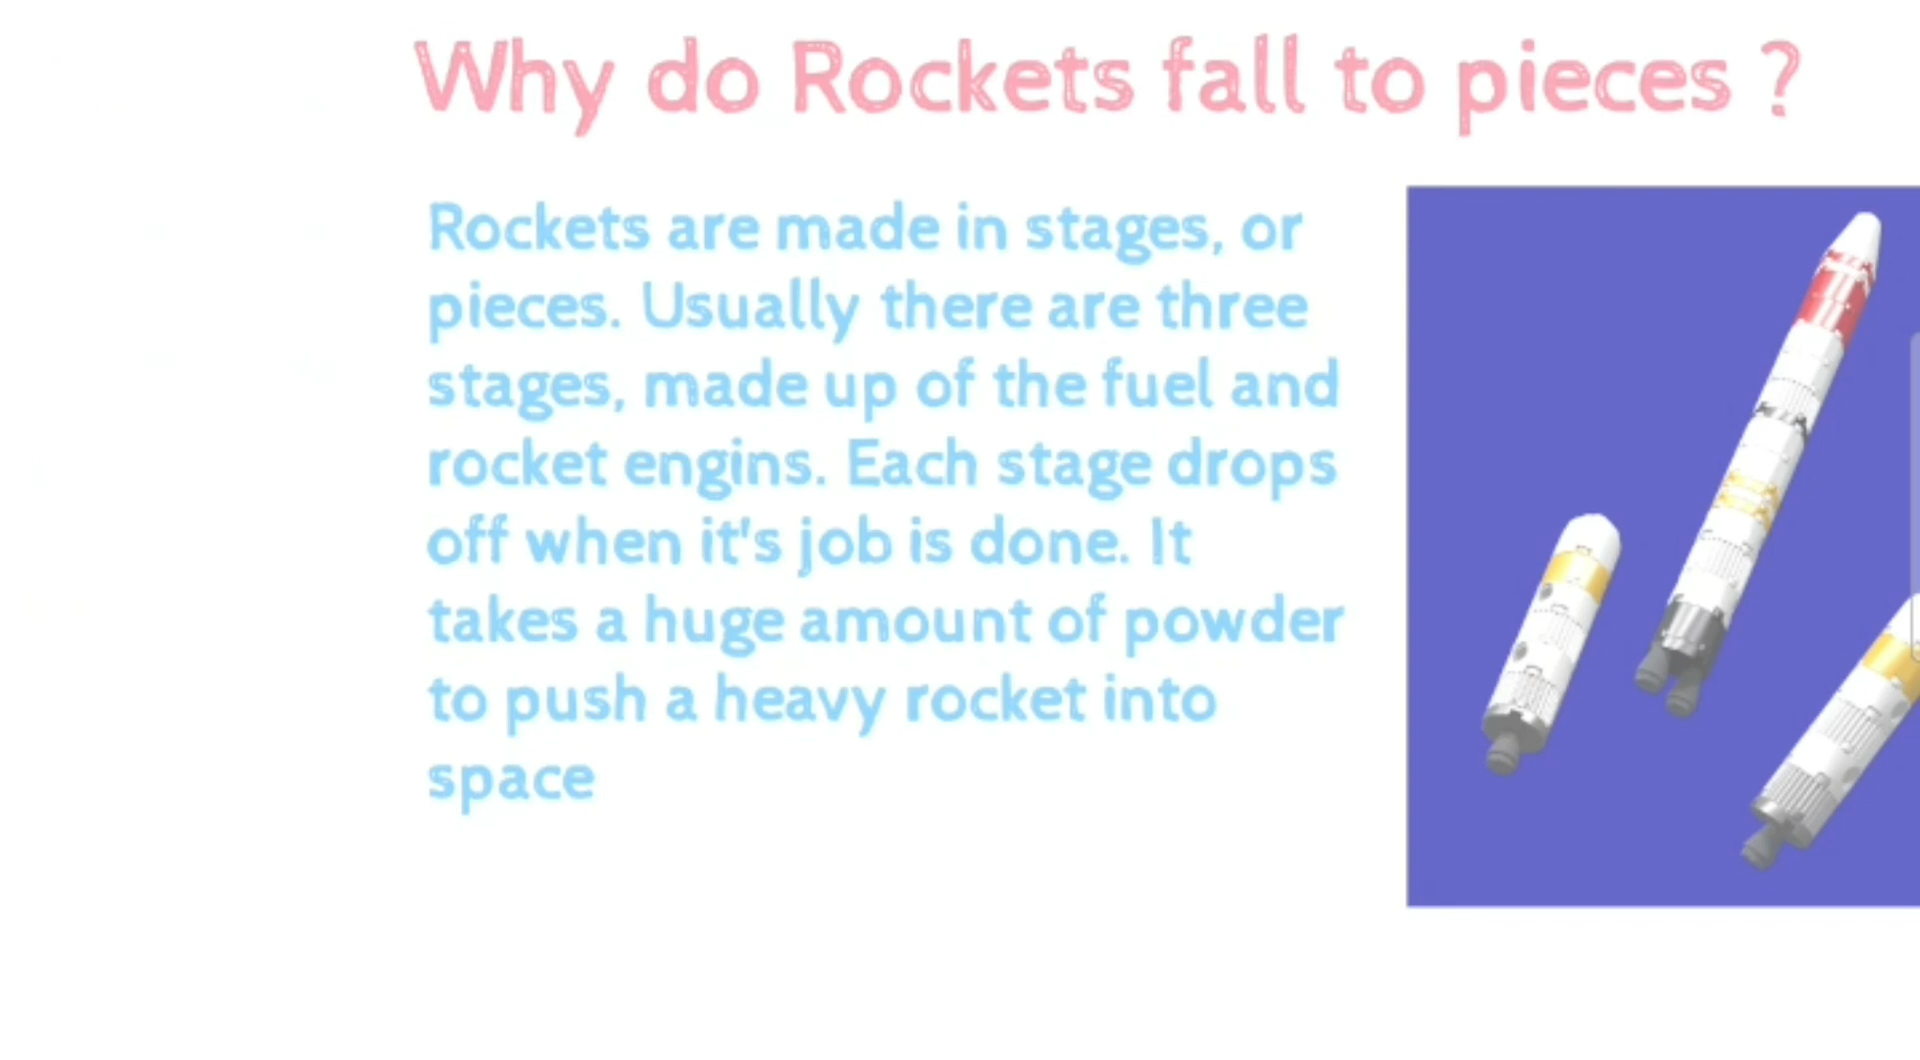 Why do Rockets fall to pieces ?
Rockets are made in stages, or
pieces. Usually there are three
stages, made up of the fuel and
rocket engins. Each stage drops
off when it's job is done. It
takes a huge amount of powder
to push a heavy rocket into
space